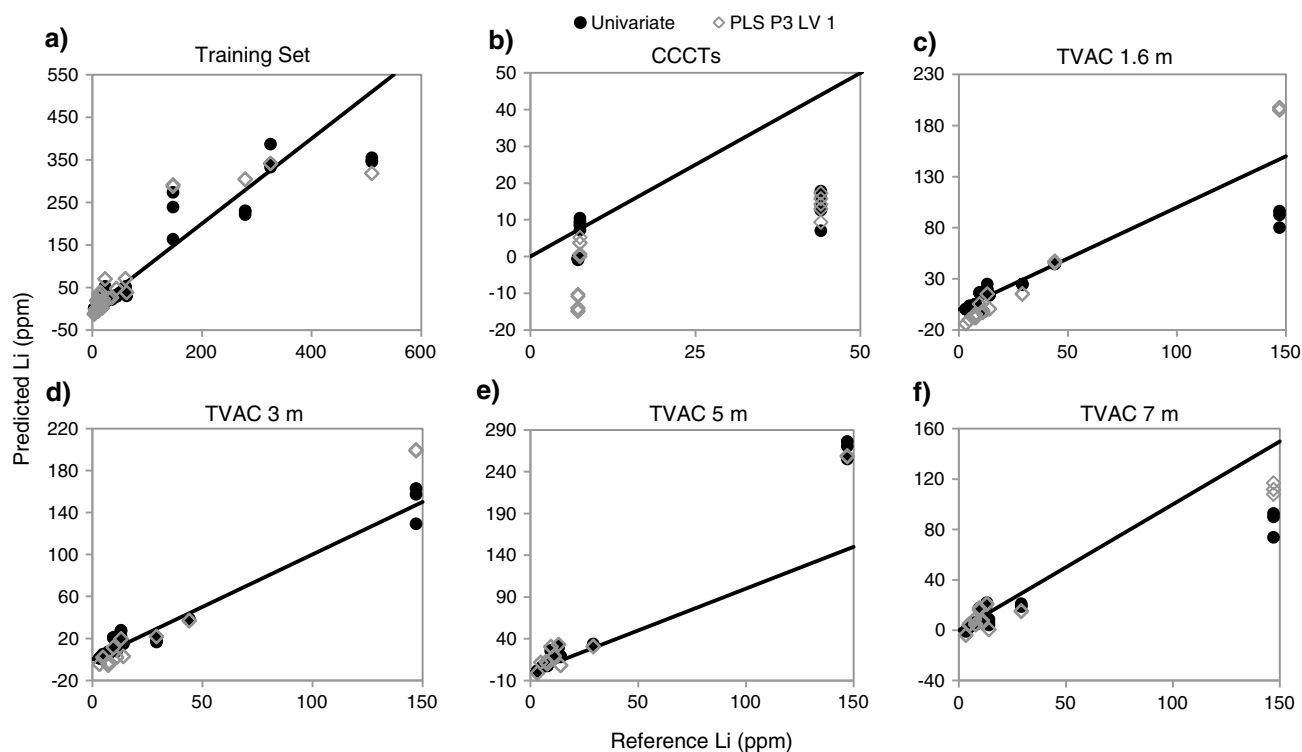 Univariate PLS P3 LV 1
a) Training Set
550
450
350
250
150
50
-50
0 200 400 600
b) CCCTs
50
40
30
20
10
0
-10
-20
0 25 50
c) TVAC 1.6 m
230
180
130
80
30
-20
0 50 100 150
d) TVAC 3 m
220
180
140
100
60
20
-20
0 50 100 150
e) TVAC 5 m
290
240
190
140
90
40
-10
0 50 100 150
f) TVAC 7 m
160
120
80
40
0
-40
0 50 100 150
Predicted Li (ppm)
Reference Li (ppm)